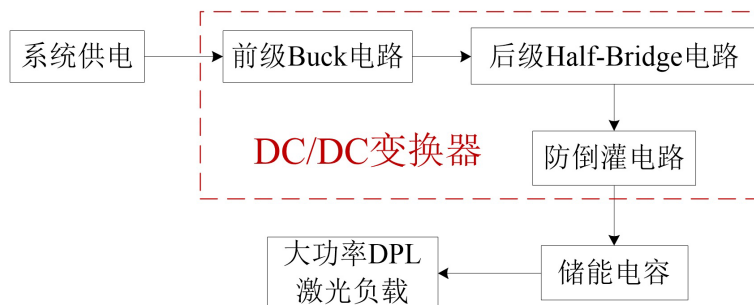 系统供电
前级Buck电路
后级Half-Bridge电路
DC/DC变换器
防倒灌电路
大功率DPL
激光负载
储能电容